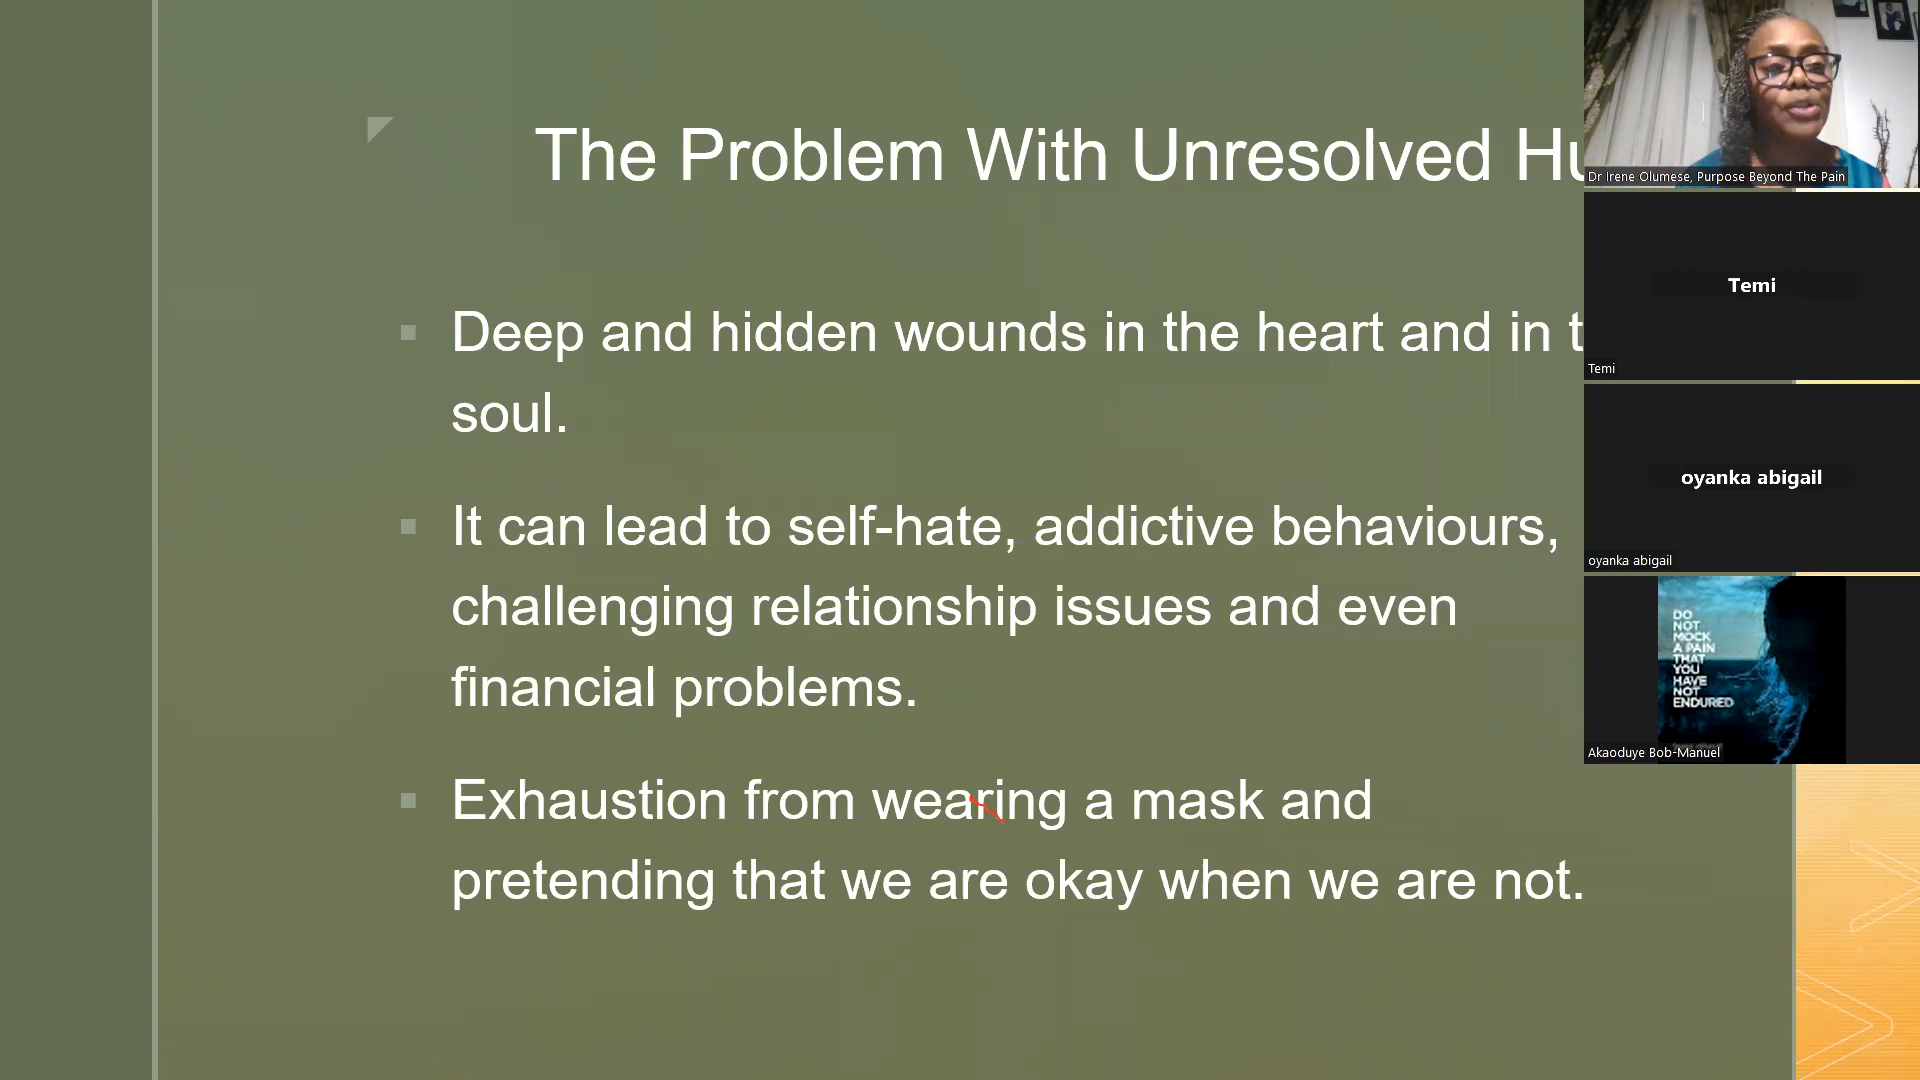 The Problem With Unresolved Hu
Deep and hidden wounds in the heart and in t
soul.
It can lead to self-hate, addictive behaviours,
challenging relationship issues and even
financial problems.
Exhaustion from wearing a mask and
pretending that we are okay when we are not.
Dr Irene Olumese, Purpose Beyond The Pain
Temi
Temi
oyanka abigail
oyanka abigail
DO
NOT
MOCK
A PAIN
THAT
YOU
HAVE
NOT
ENDURED
Akaoduye Bob-Manuel